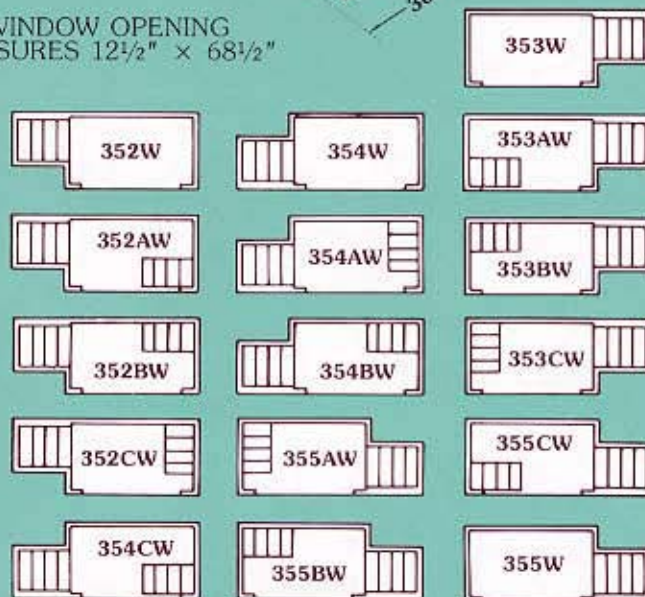 WINDOW OPENING
SURES 12½" × 68½"
353W
352W 354W 353AW
352AW 354AW 353BW
352BW 354BW 353CW
352CW 355AW 355CW
354CW 355BW 355W